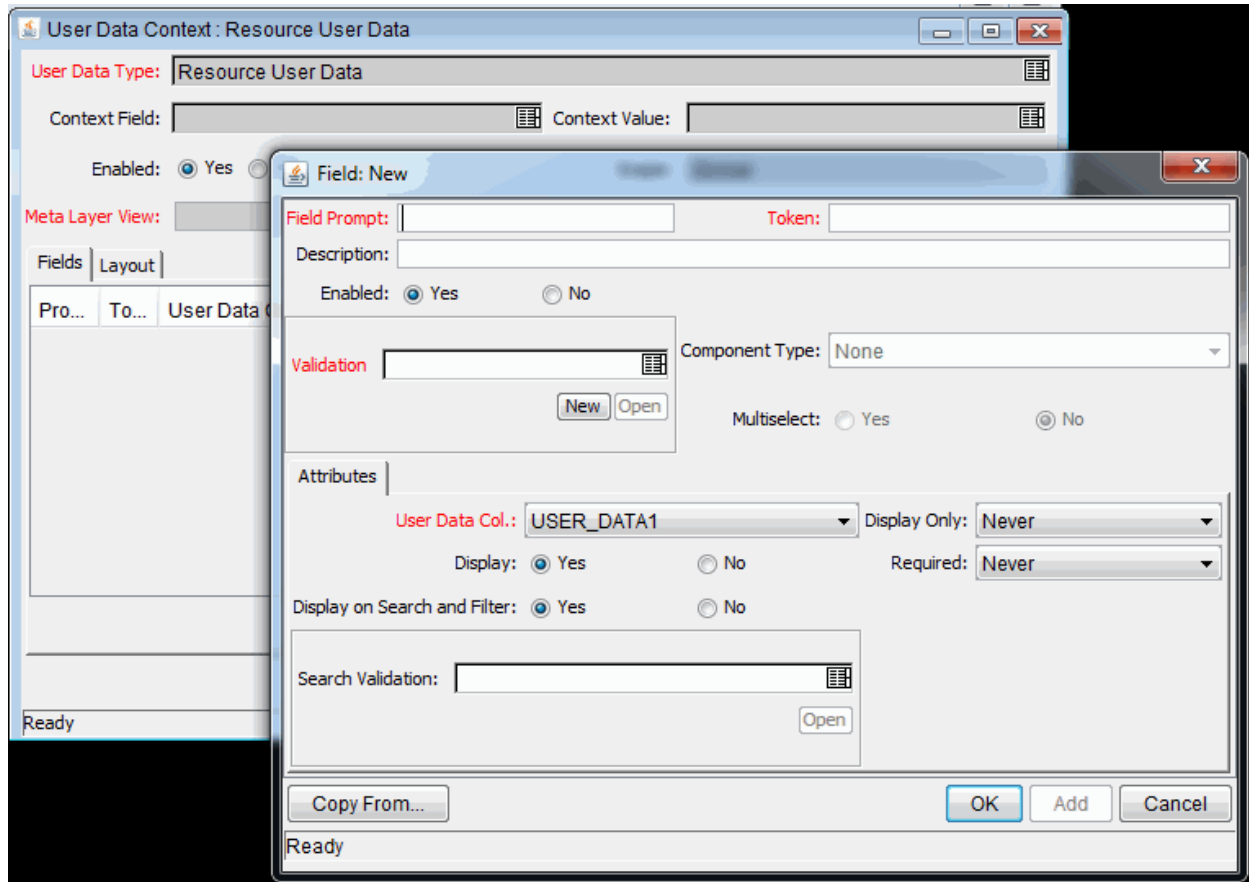 User Data Context : Resource User Data
User Data Type: Resource User Data
Context Field: Context Value:
Enabled: Yes
Meta Layer View:
Fields Layout
Pro... To... User Data
Ready
Field: New
Field Prompt: Token:
Description:
Enabled: Yes No
Validation
New Open
Component Type: None
Multiselect: Yes No
Attributes
User Data Col.: USER_DATA1 Display Only: Never
Display: Yes No Required: Never
Display on Search and Filter: Yes No
Search Validation:
Open
Copy From... OK Add Cancel
Ready